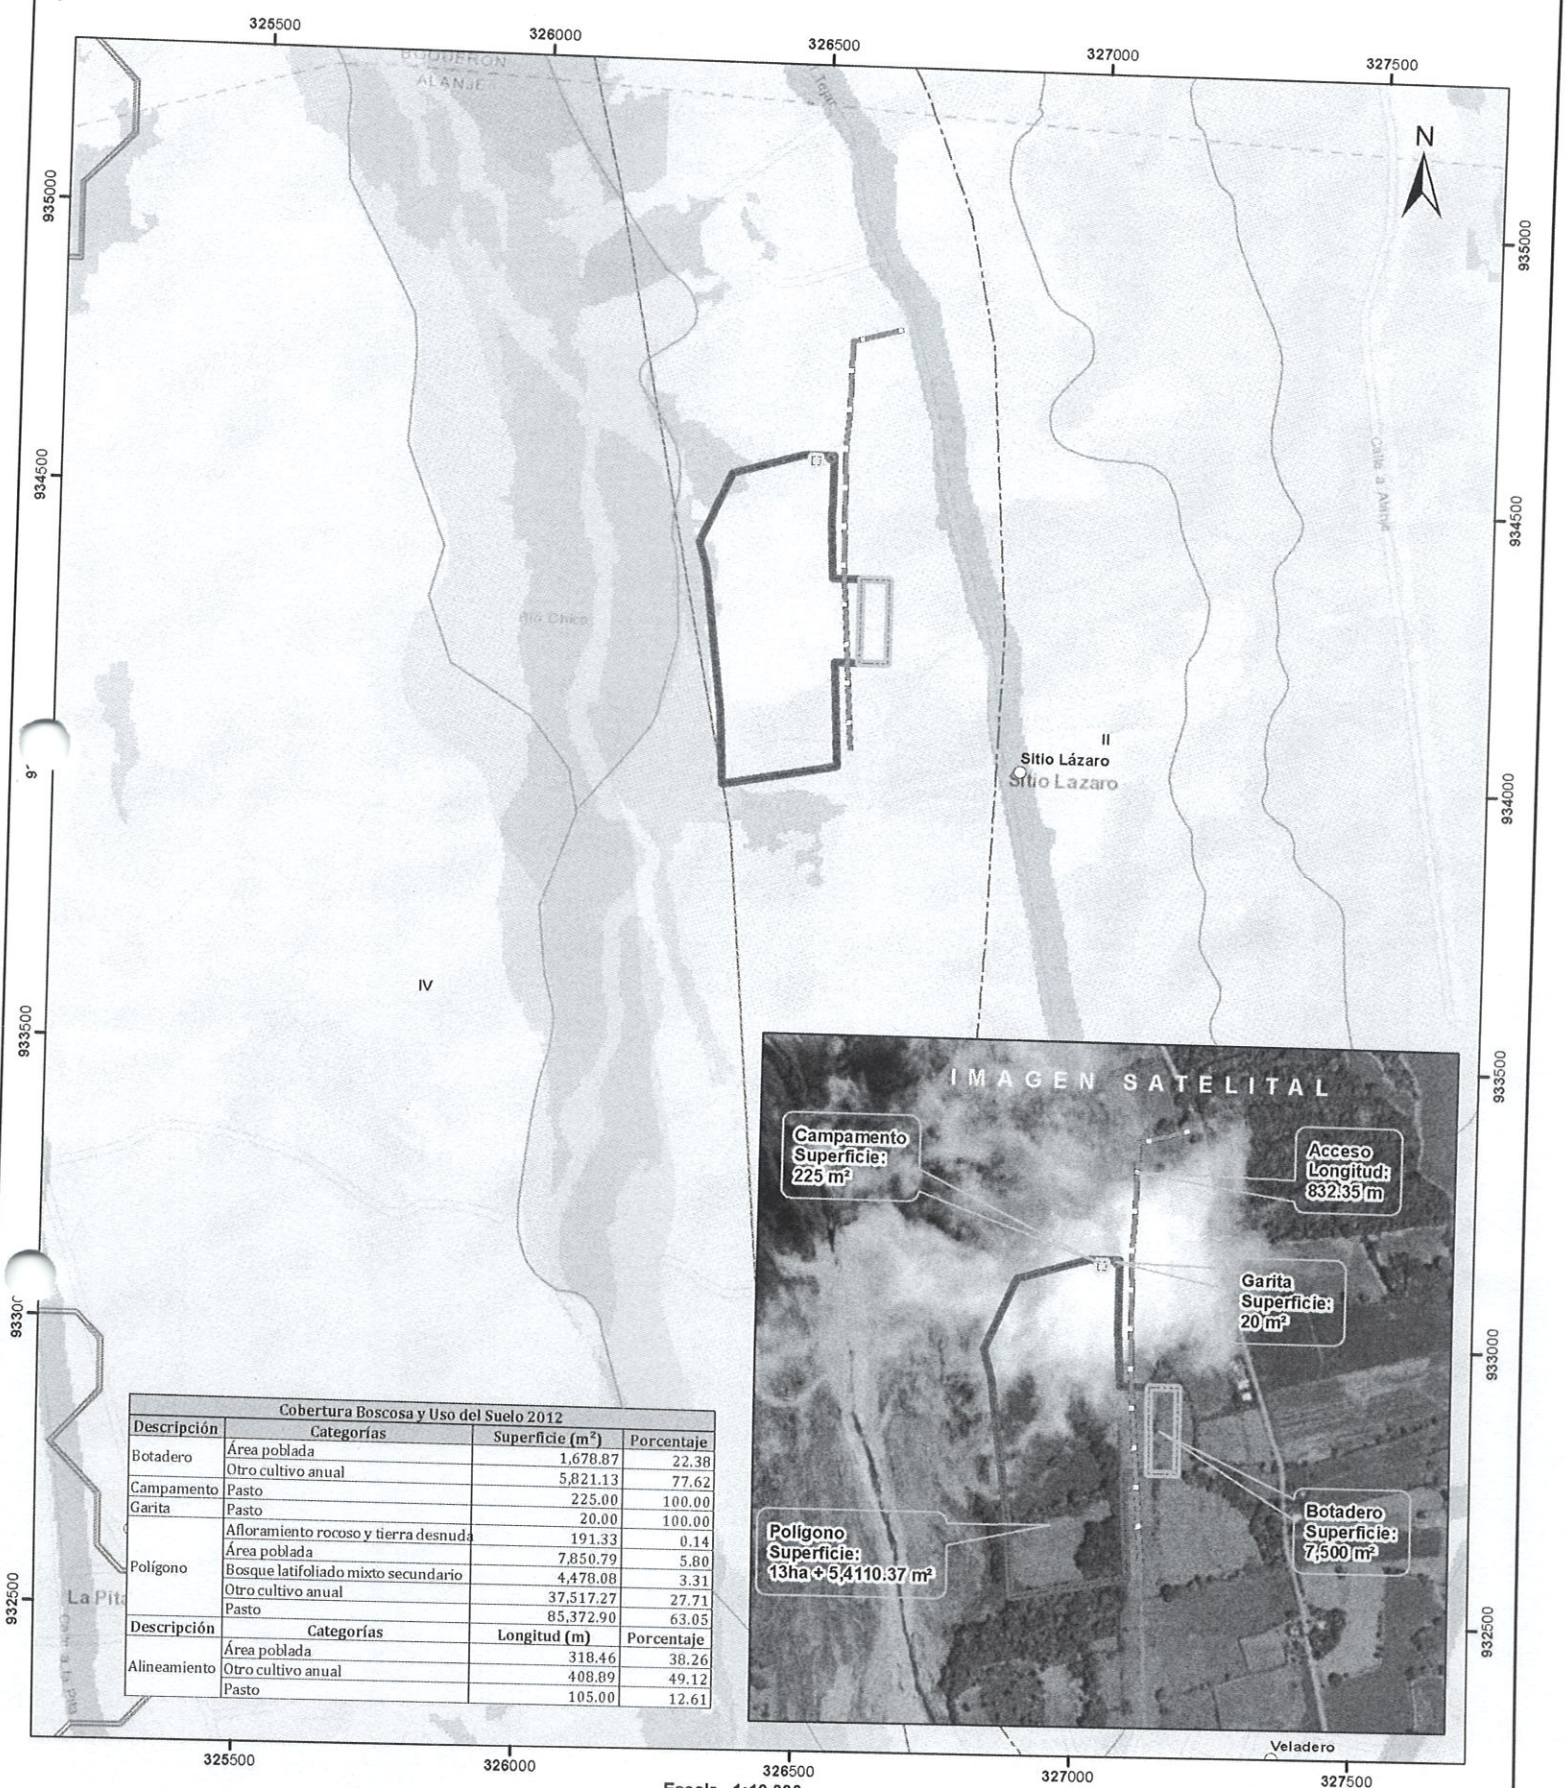 325500
326000
326500
327000
327500
BOQUERON
ALANJE
N
935000
935000
934500
934500
Río Chico
II
Sitio Lázaro
Sitio Lazaro
934000
IV
933500
933500
IMAGEN SATELITAL
Campamento
Superficie:
225 m²
Acceso
Longitud:
832.35 m
Garita
Superficie:
20 m²
933000
Botadero
Superficie:
7,500 m²
Polígono
Superficie:
13ha + 5,4110.37 m²
Cobertura Boscosa y Uso del Suelo 2012
Descripción Categorías Superficie (m²) Porcentaje
Botadero Área poblada 1,678.87 22.38
Otro cultivo anual 5,821.13 77.62
Campamento Pasto 225.00 100.00
Garita Pasto 20.00 100.00
Polígono Afloramiento rocoso y tierra desnuda 191.33 0.14
Área poblada 7,850.79 5.80
Bosque latifoliado mixto secundario 4,478.08 3.31
Otro cultivo anual 37,517.27 27.71
Pasto 85,372.90 63.05
Descripción Categorías Longitud (m) Porcentaje
Alineamiento Área poblada 318.46 38.26
Otro cultivo anual 408.89 49.12
Pasto 105.00 12.61
932500
La Pita
932500
Veladero
325500
326000
326500
327000
327500